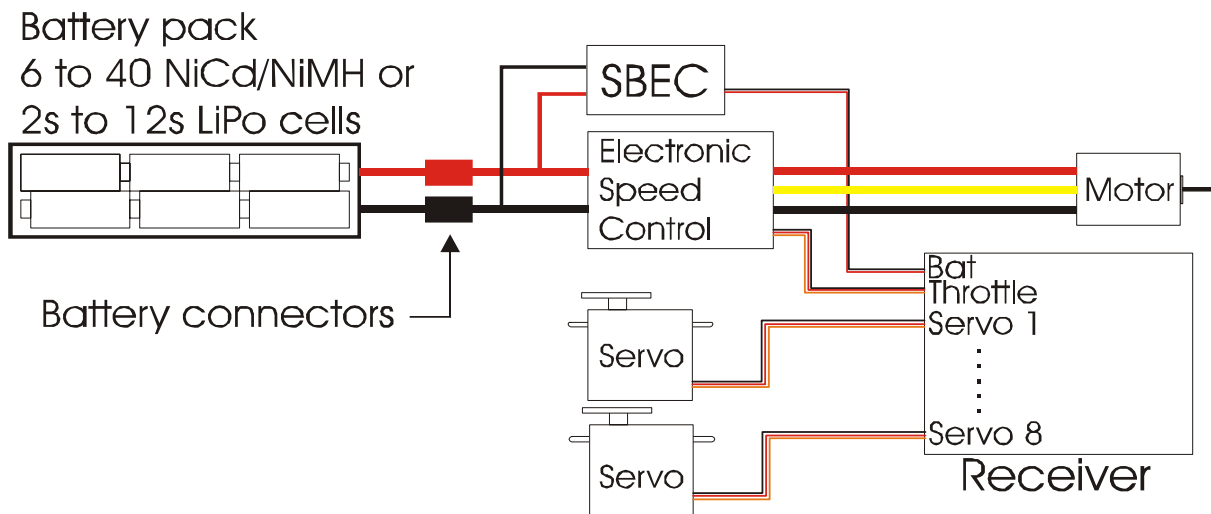 Battery pack
6 to 40 NiCd/NiMH or
2s to 12s LiPo cells
SBEC
Electronic
Speed
Control
Motor
Battery connectors
Bat
Throttle
Servo 1
Servo 8
Receiver
Servo
Servo